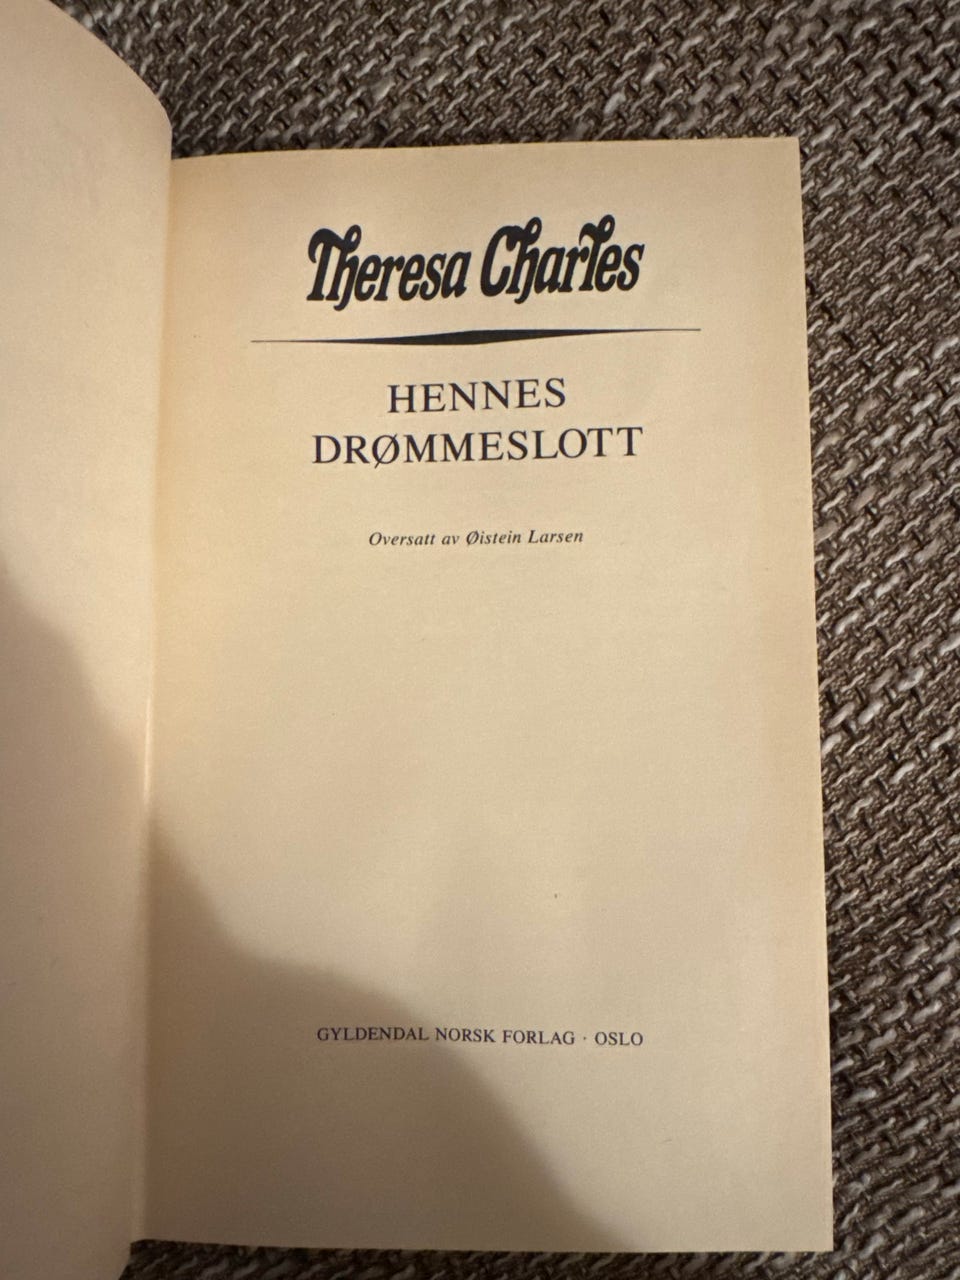 Theresa Charles
HENNES
DRØMMESLOTT
Oversatt av Øistein Larsen
GYLDENDAL NORSK FORLAG · OSLO